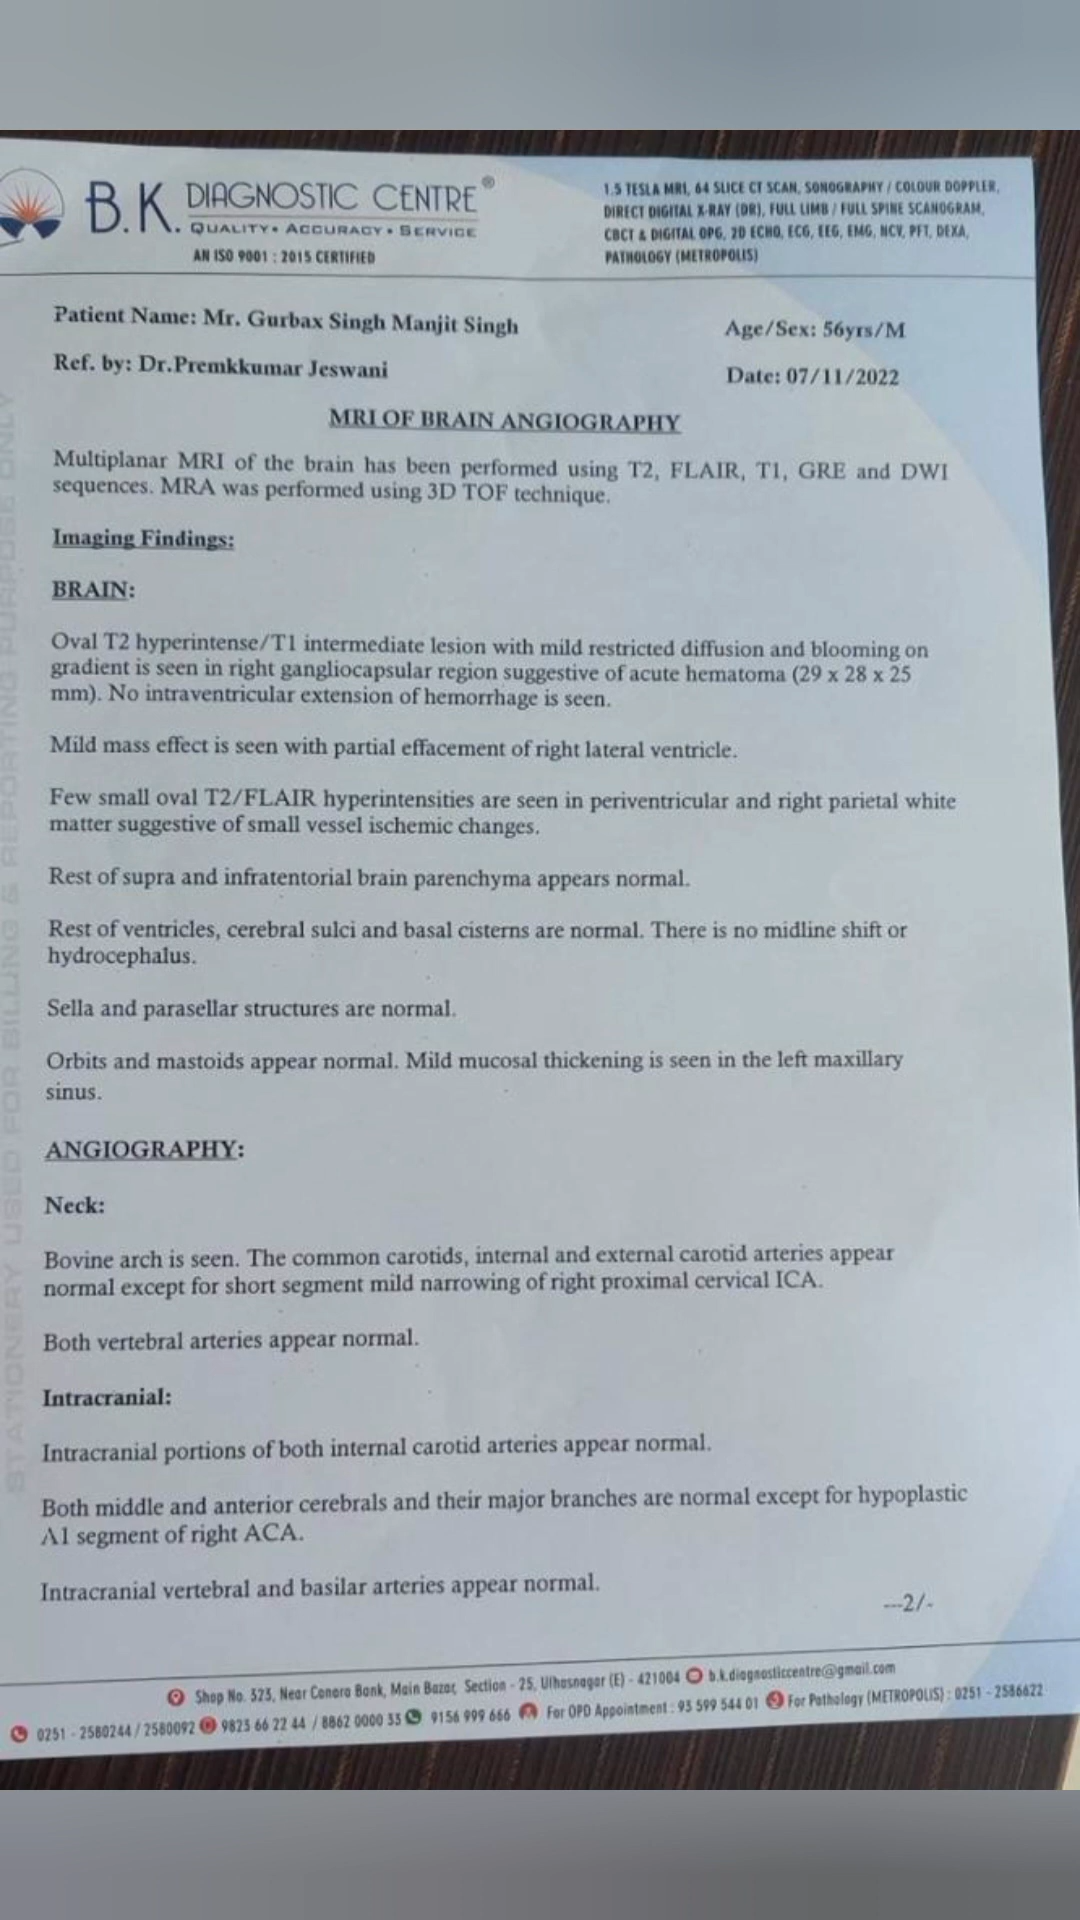 B.K. DIAGNOSTIC CENTRE®
QUALITY • ACCURACY • SERVICE
AN ISO 9001 : 2015 CERTIFIED
1.5 TESLA MRI, 64 SLICE CT SCAN, SONOGRAPHY / COLOUR DOPPLER,
DIRECT DIGITAL X-RAY (DR), FULL LIMB / FULL SPINE SCANOGRAM,
CBCT & DIGITAL OPG, 2D ECHO, ECG, EEG, EMG, NCV, PFT, DEXA,
PATHOLOGY (METROPOLIS)
Patient Name: Mr. Gurbax Singh Manjit Singh
Age/Sex: 56yrs/M
Ref. by: Dr.Premkkumar Jeswani
Date: 07/11/2022
MRI OF BRAIN ANGIOGRAPHY
Multiplanar MRI of the brain has been performed using T2, FLAIR, T1, GRE and DWI
sequences. MRA was performed using 3D TOF technique.
Imaging Findings:
BRAIN:
Oval T2 hyperintense/T1 intermediate lesion with mild restricted diffusion and blooming on
gradient is seen in right gangliocapsular region suggestive of acute hematoma (29 x 28 x 25
mm). No intraventricular extension of hemorrhage is seen.
Mild mass effect is seen with partial effacement of right lateral ventricle.
Few small oval T2/FLAIR hyperintensities are seen in periventricular and right parietal white
matter suggestive of small vessel ischemic changes.
Rest of supra and infratentorial brain parenchyma appears normal.
Rest of ventricles, cerebral sulci and basal cisterns are normal. There is no midline shift or
hydrocephalus.
Sella and parasellar structures are normal.
Orbits and mastoids appear normal. Mild mucosal thickening is seen in the left maxillary
sinus.
ANGIOGRAPHY:
Neck:
Bovine arch is seen. The common carotids, internal and external carotid arteries appear
normal except for short segment mild narrowing of right proximal cervical ICA.
Both vertebral arteries appear normal.
Intracranial:
Intracranial portions of both internal carotid arteries appear normal.
Both middle and anterior cerebrals and their major branches are normal except for hypoplastic
A1 segment of right ACA.
Intracranial vertebral and basilar arteries appear normal.
---2/-
STATIONERY USED FOR BILLING & REPORTING PURPOSE ONLY
Shop No. 323, Near Canara Bank, Main Bazar, Section - 25, Ulhasnagar (E) - 421004 b.k.diagnosticcentre@gmail.com
0251 - 2580244 / 2580092 9823 66 22 44 / 8862 0000 33 9156 999 666 For OPD Appointment : 93 599 544 01 For Pathology (METROPOLIS) : 0251 - 2586622